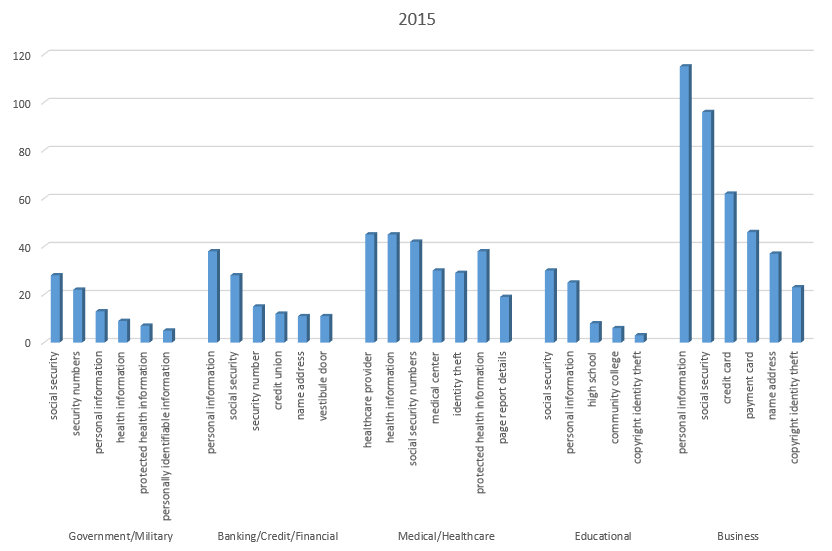 2015
120
100
80
60
40
20
0
social security
security numbers
personal information
health information
protected health information
personally identifiable information
personal information
social security
security number
credit union
name address
vestibule door
healthcare provider
health information
social security numbers
medical center
identity theft
protected health information
page report details
social security
personal information
high school
community college
copyright identity theft
personal information
social security
credit card
payment card
name address
copyright identity theft
Government/Military
Banking/Credit/Financial
Medical/Healthcare
Educational
Business